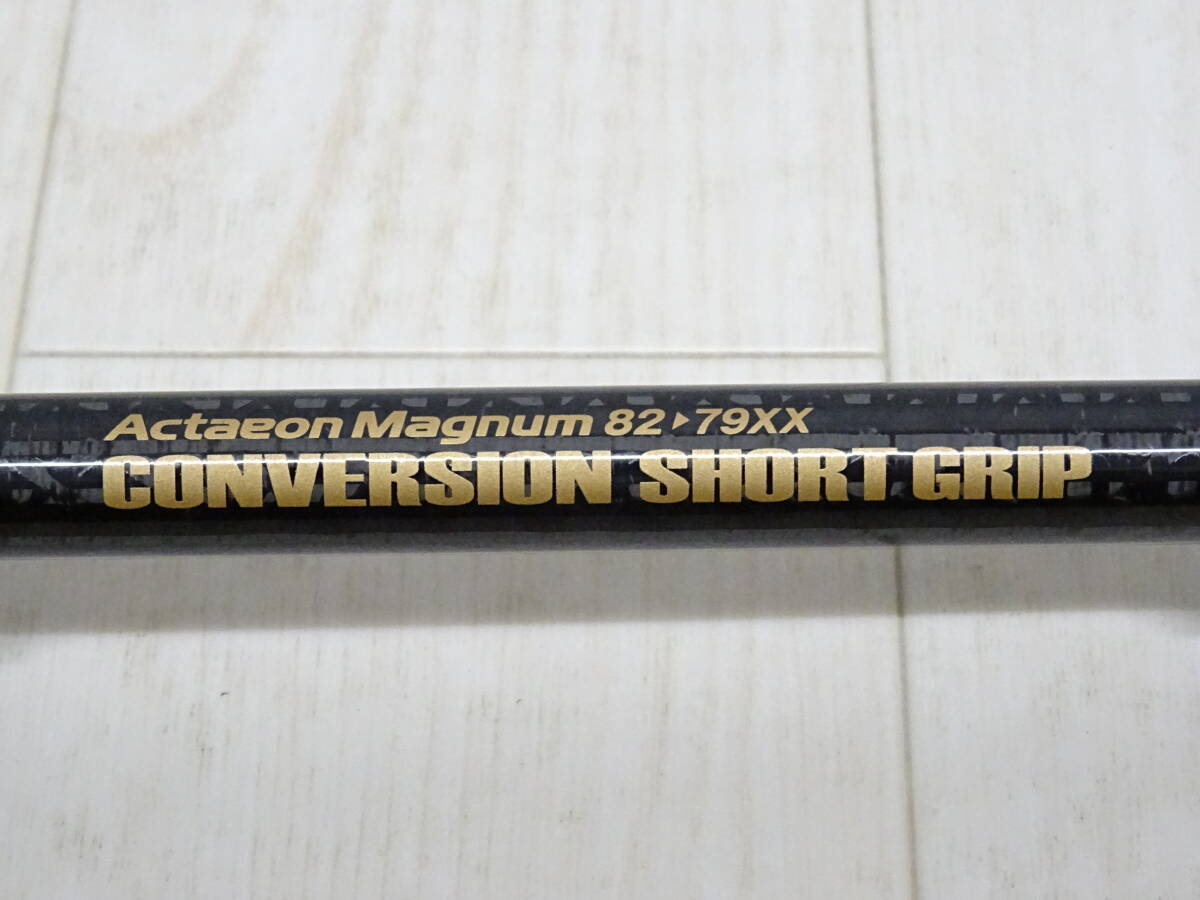 Actaeon Magnum 82▸79XX
CONVERSION SHORT GRIP